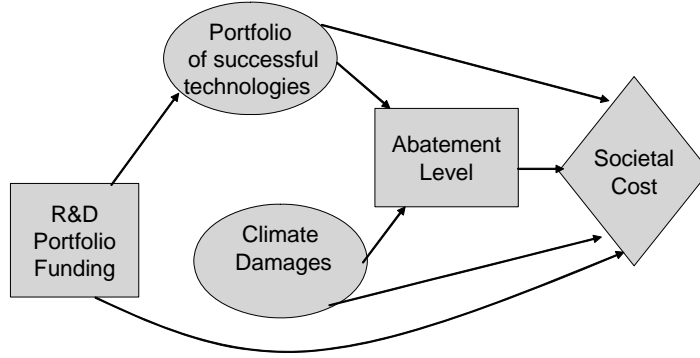 Portfolio
of successful
technologies
Abatement
Level
Societal
Cost
R&D
Portfolio
Funding
Climate
Damages